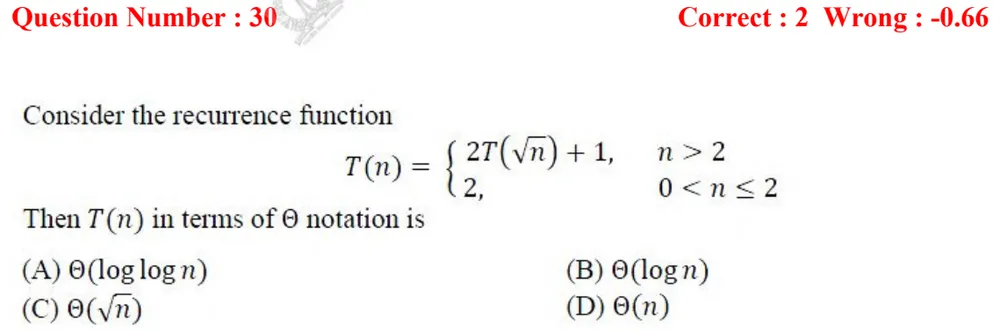 Question Number : 30 Correct : 2 Wrong : -0.66
Consider the recurrence function
T(n) = { 2T(√n) + 1, n > 2
2, 0 < n ≤ 2
Then T(n) in terms of Θ notation is
(A) Θ(log log n) (B) Θ(log n)
(C) Θ(√n) (D) Θ(n)